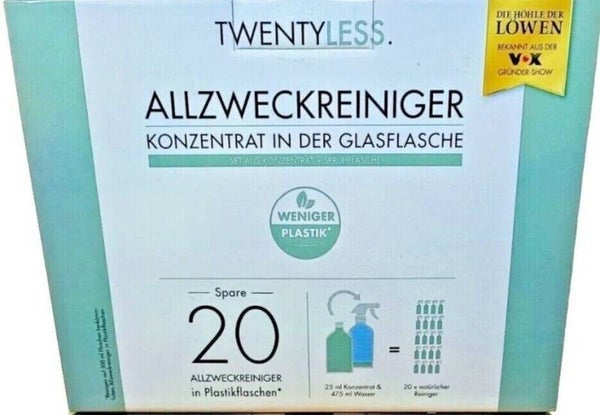 TWENTYLESS.
DIE HÖHLE DER
LÖWEN
BEKANNT AUS DER
VOX
GRÜNDER-SHOW
ALLZWECKREINIGER
KONZENTRAT IN DER GLASFLASCHE
SET AUS KONZENTRAT + SPRÜHFLASCHE
WENIGER
PLASTIK*
Spare
20
ALLZWECKREINIGER
in Plastikflaschen*
25 ml Konzentrat &
475 ml Wasser
=
20 x natürlicher
Reiniger